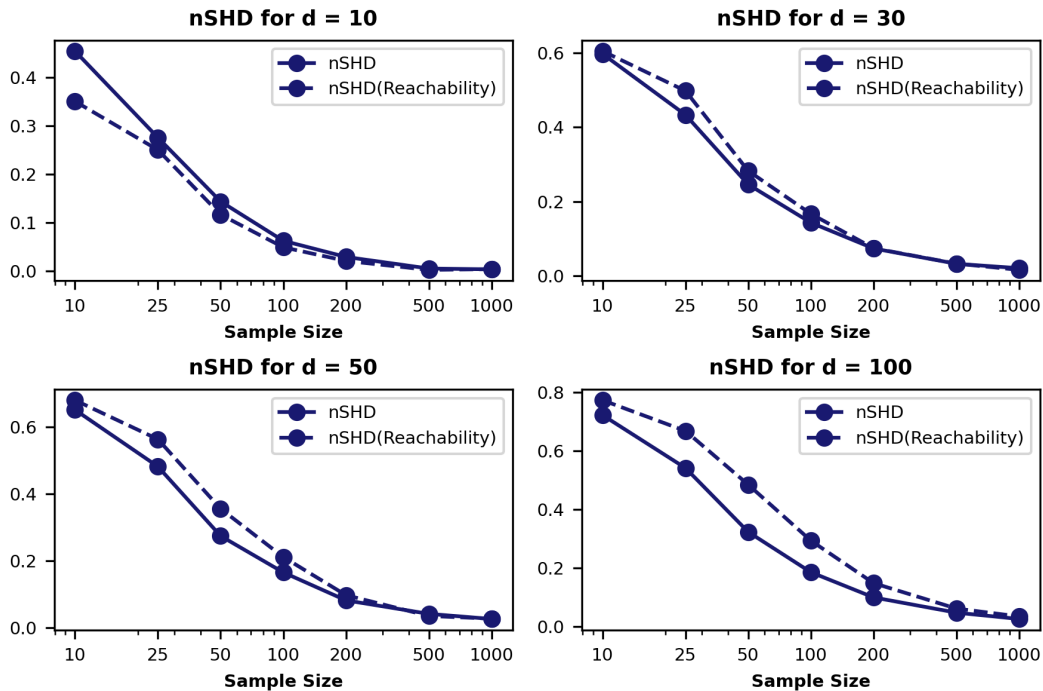 nSHD for d = 10
nSHD
nSHD(Reachability)
0.4
0.3
0.2
0.1
0.0
10 25 50 100 200 500 1000
Sample Size
nSHD for d = 30
nSHD
nSHD(Reachability)
0.6
0.4
0.2
0.0
10 25 50 100 200 500 1000
Sample Size
nSHD for d = 50
nSHD
nSHD(Reachability)
0.6
0.4
0.2
0.0
10 25 50 100 200 500 1000
Sample Size
nSHD for d = 100
nSHD
nSHD(Reachability)
0.8
0.6
0.4
0.2
0.0
10 25 50 100 200 500 1000
Sample Size